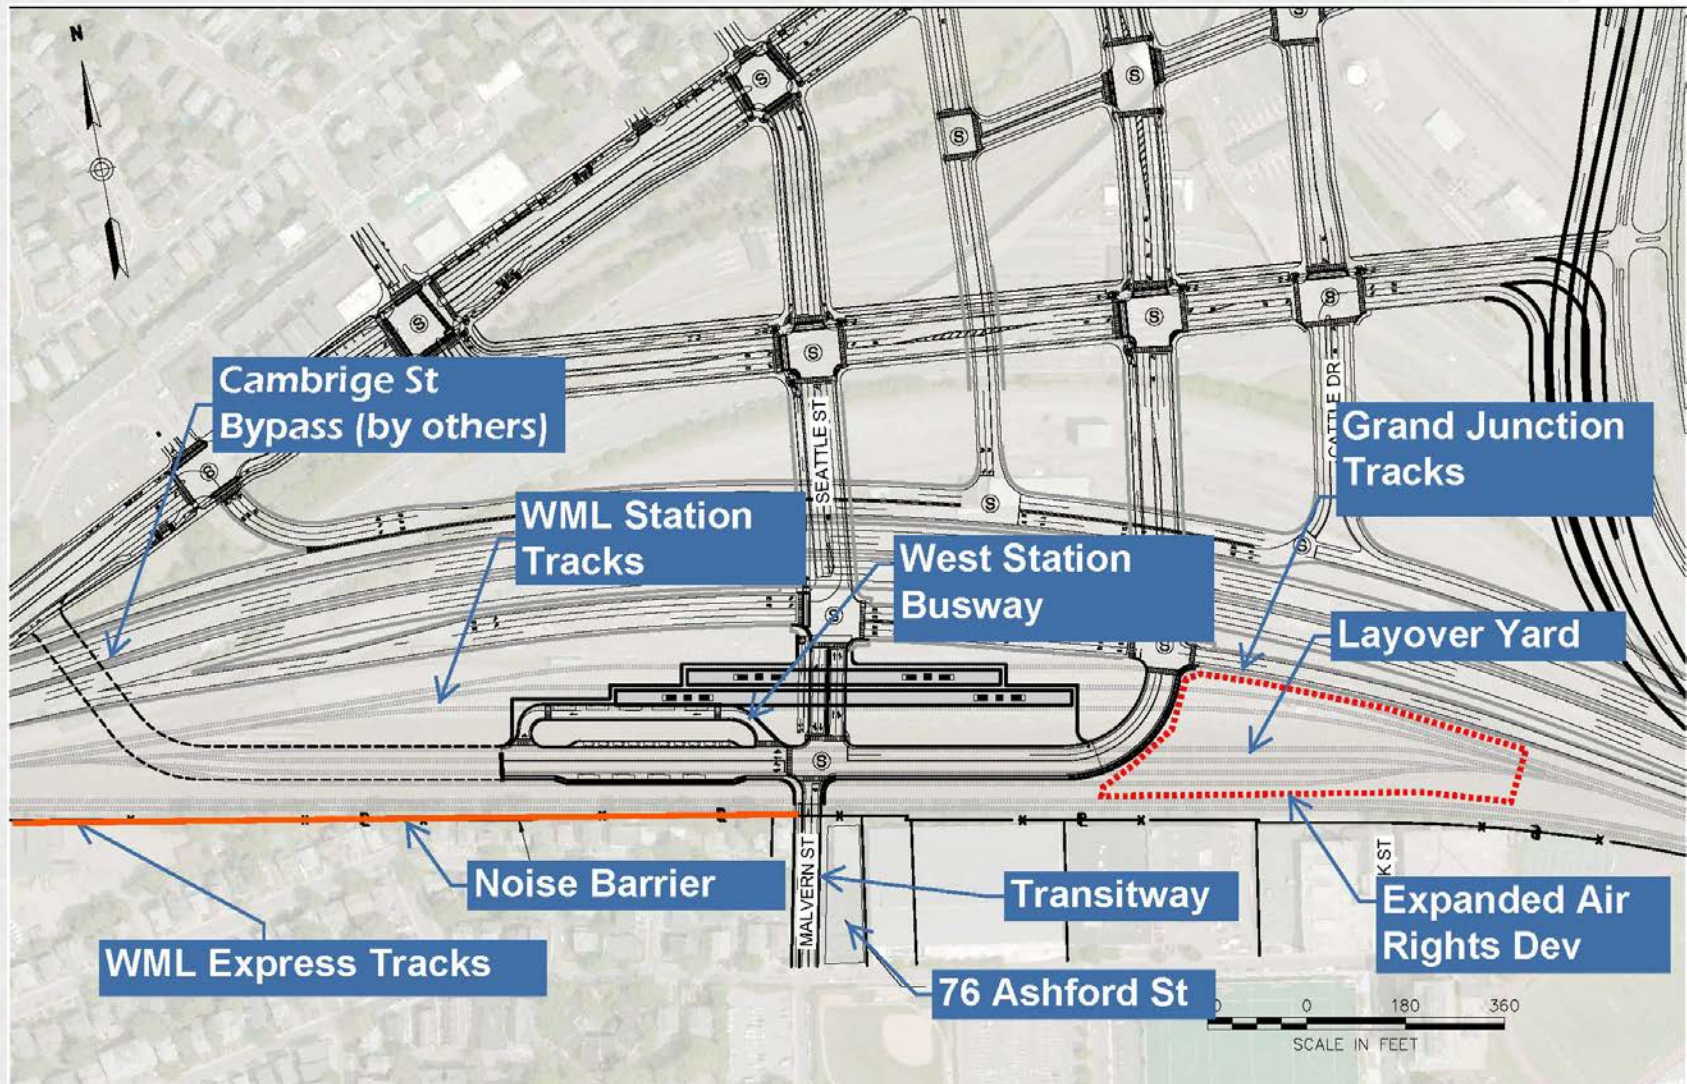 N
S
S
S
S
S
S
S
S
S
Cambrige St
Bypass (by others)
SEATTLE ST
CATTLE DR
Grand Junction
Tracks
S
S
WML Station
Tracks
S
West Station
Busway
S
S
Layover Yard
S
Noise Barrier
MALVERN ST
Transitway
K ST
Expanded Air
Rights Dev
WML Express Tracks
76 Ashford St
0
180
360
SCALE IN FEET